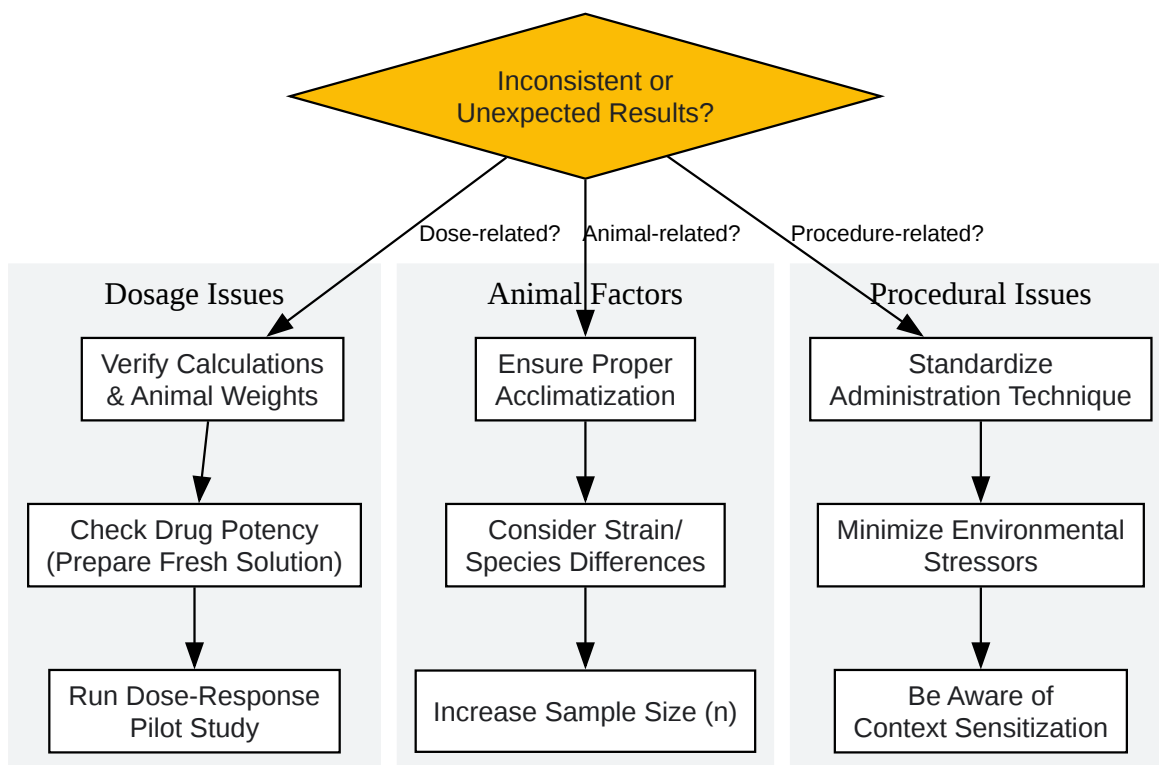 Inconsistent or
Unexpected Results?
Dose-related?
Animal-related?
Procedure-related?
Dosage Issues
Verify Calculations
& Animal Weights
Check Drug Potency
(Prepare Fresh Solution)
Run Dose-Response
Pilot Study
Animal Factors
Ensure Proper
Acclimatization
Consider Strain/
Species Differences
Increase Sample Size (n)
Procedural Issues
Standardize
Administration Technique
Minimize Environmental
Stressors
Be Aware of
Context Sensitization